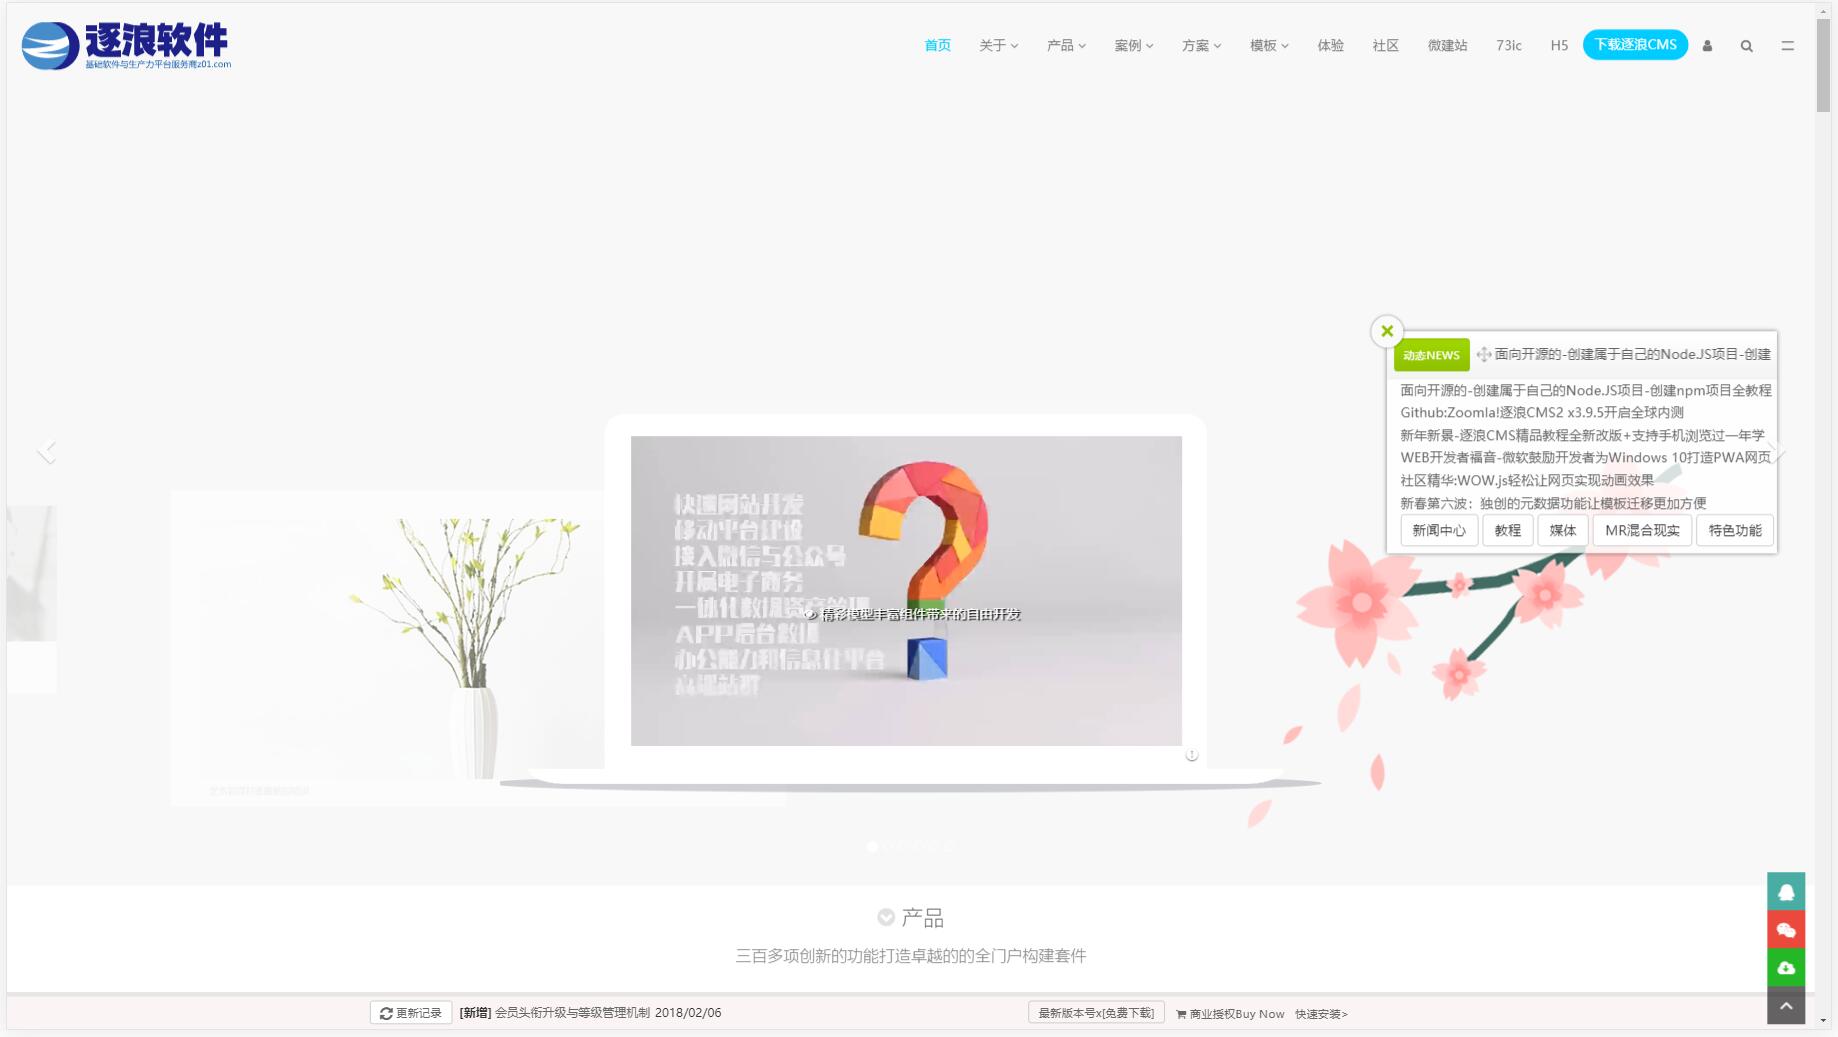 逐浪软件
基础软件与生产力平台服务商z01.com
首页 关于 产品 案例 方案 模板 体验 社区 微建站 73ic H5 下载逐浪CMS
动态NEWS 面向开源的-创建属于自己的Node.JS项目-创建
面向开源的-创建属于自己的Node.JS项目-创建npm项目全教程
Github:Zoomla!逐浪CMS2 x3.9.5开启全球内测
新年新景-逐浪CMS精品教程全新改版+支持手机浏览过一年学
WEB开发者福音-微软鼓励开发者为Windows 10打造PWA网页
社区精华:WOW.js轻松让网页实现动画效果
新春第六波：独创的元数据功能让模板迁移更加方便
新闻中心 教程 媒体 MR混合现实 特色功能
快速网站开发
移动平台建设
接入微信与公众号
开展电子商务
一体化数据资产管理
精彩模型丰富组件带来的自由开发
APP后台数据
办公能力和信息化平台
高端站群
产品
三百多项创新的功能打造卓越的的全门户构建套件
更新记录 [新增] 会员头衔升级与等级管理机制 2018/02/06
最新版本号x[免费下载] 商业授权Buy Now 快速安装>